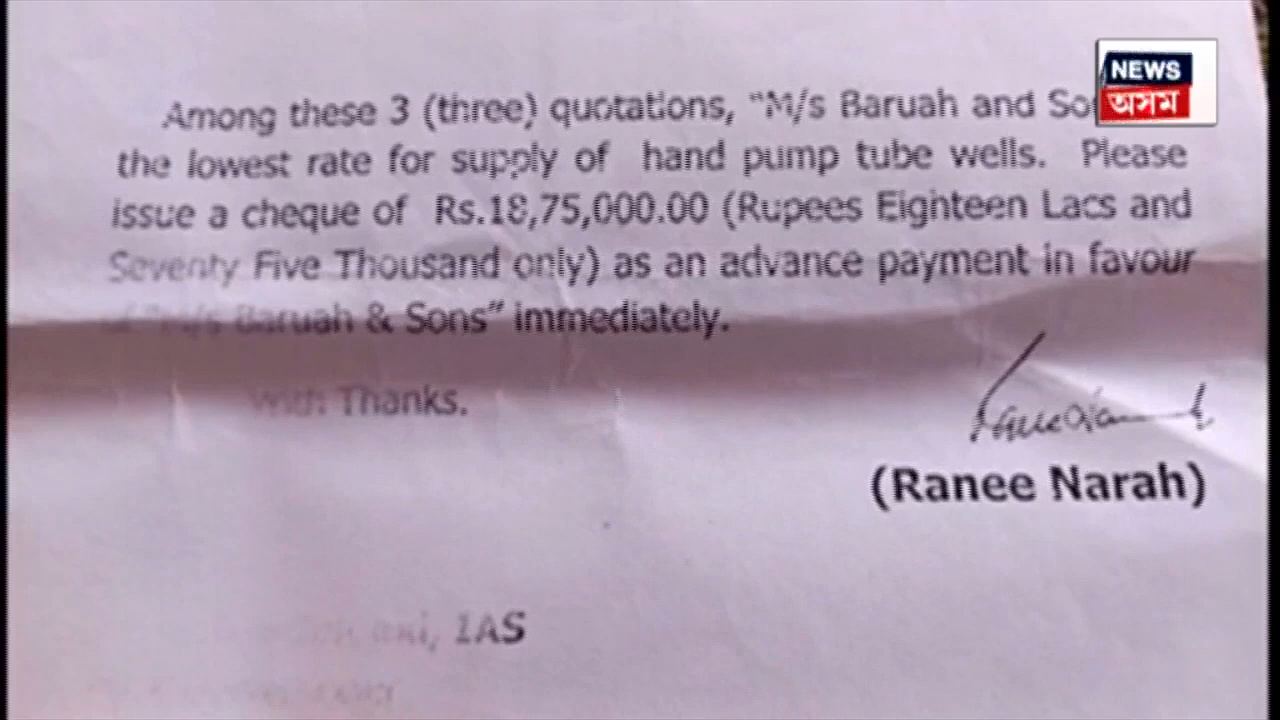 NEWS
অসম
Among these 3 (three) quotations, "M/s Baruah and
the lowest rate for supply of hand pump tube wells. Please
issue a cheque of Rs.18,75,000.00 (Rupees Eighteen Lacs and
Seventy Five Thousand only) as an advance payment in favour
Baruah & Sons" immediately.
With Thanks.
(Ranee Narah)
IAS